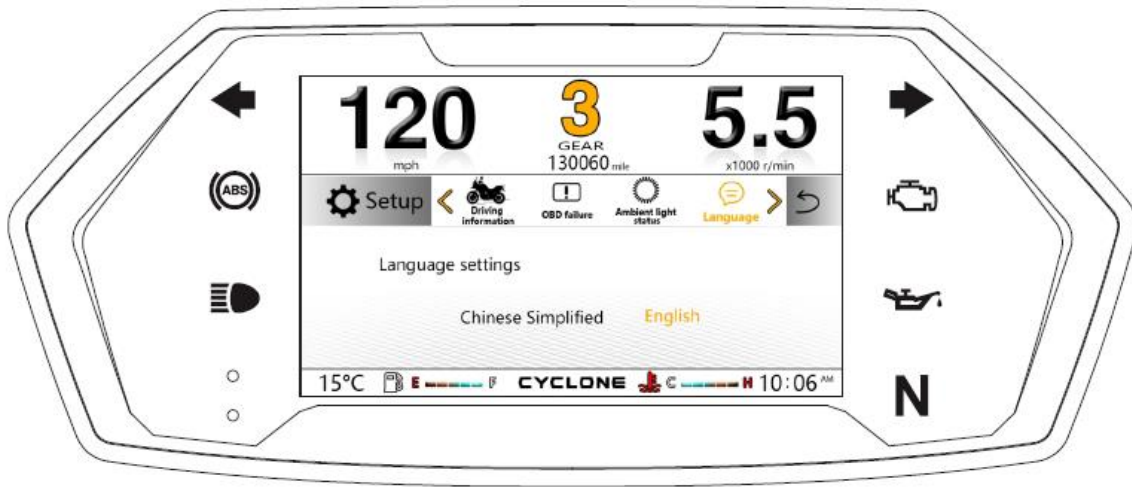 120
mph
3
GEAR
130060 mile
5.5
x1000 r/min
(ABS)
Setup
Driving
information
OBD failure
Ambient light
status
Language
Language settings
Chinese Simplified English
15°C E F CYCLONE C H 10:06 AM
N